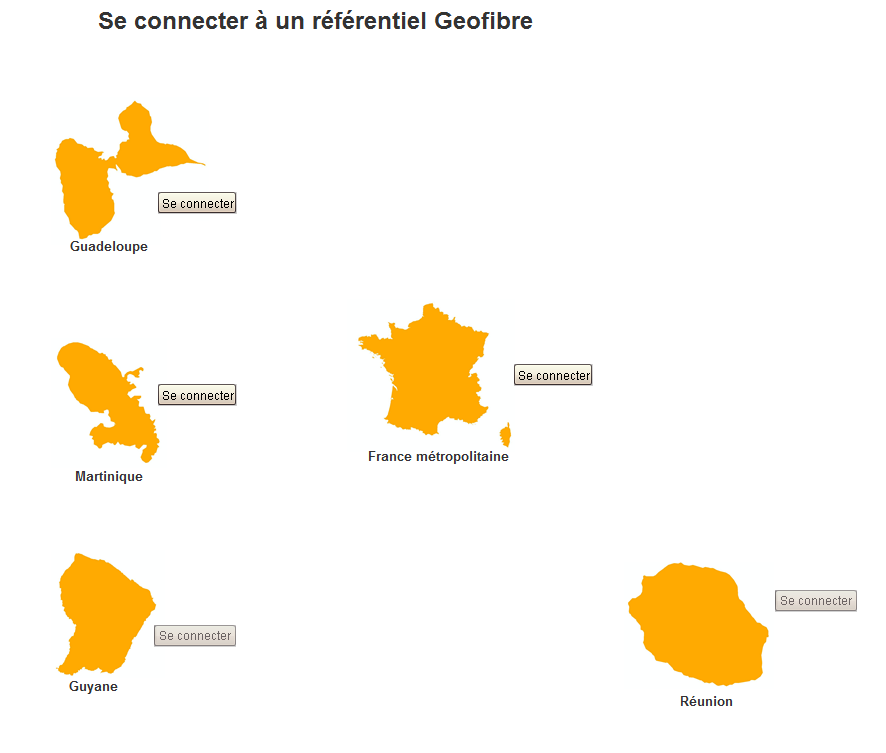 Se connecter à un référentiel Geofibre
Se connecter
Guadeloupe
Se connecter
Martinique
Se connecter
France métropolitaine
Se connecter
Guyane
Se connecter
Réunion